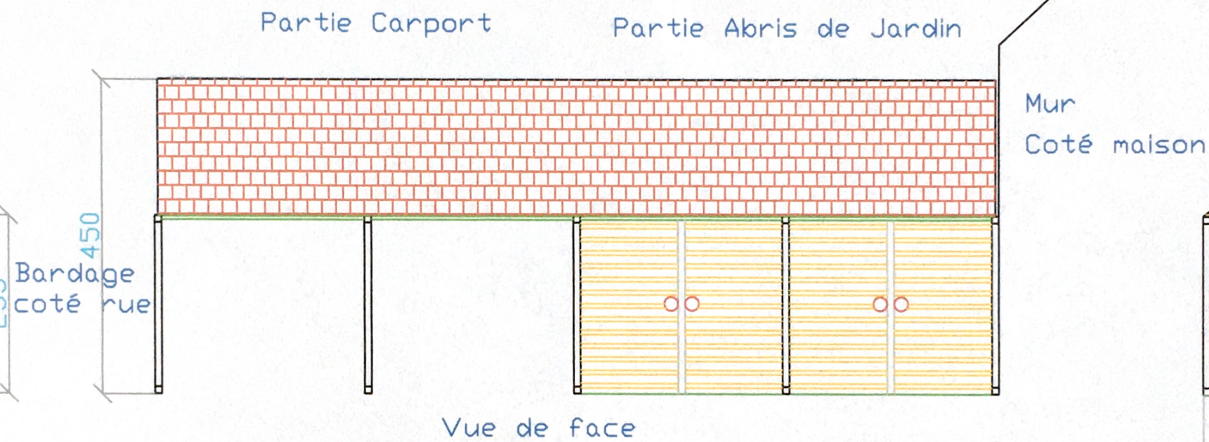 Partie Carport
Partie Abris de Jardin
Mur
Coté maison
450
Bardage
coté rue
Vue de face